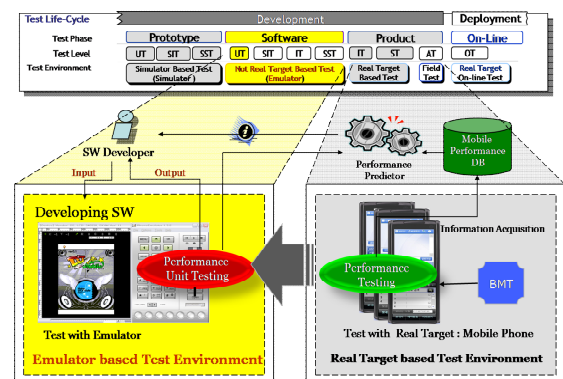 Test Life-Cycle
Development
Deployment
Test Phase
Prototype
Software
Product
On-Line
Test Level
UT
SIT
SST
UT
SIT
IT
SST
IT
ST
AT
OT
Test Environment
Simulator Based Test
(Simulator)
Not Real Target Based Test
(Emulator)
Real Target
Based Test
Field
Test
Real Target
On-line Test
SW Developer
Input
Output
Performance
Predictor
Mobile
Performance
DB
Information Acquisition
Developing SW
Performance
Unit Testing
Performance
Testing
BMT
Test with Emulator
Emulator based Test Environment
Test with Real Target : Mobile Phone
Real Target based Test Environment